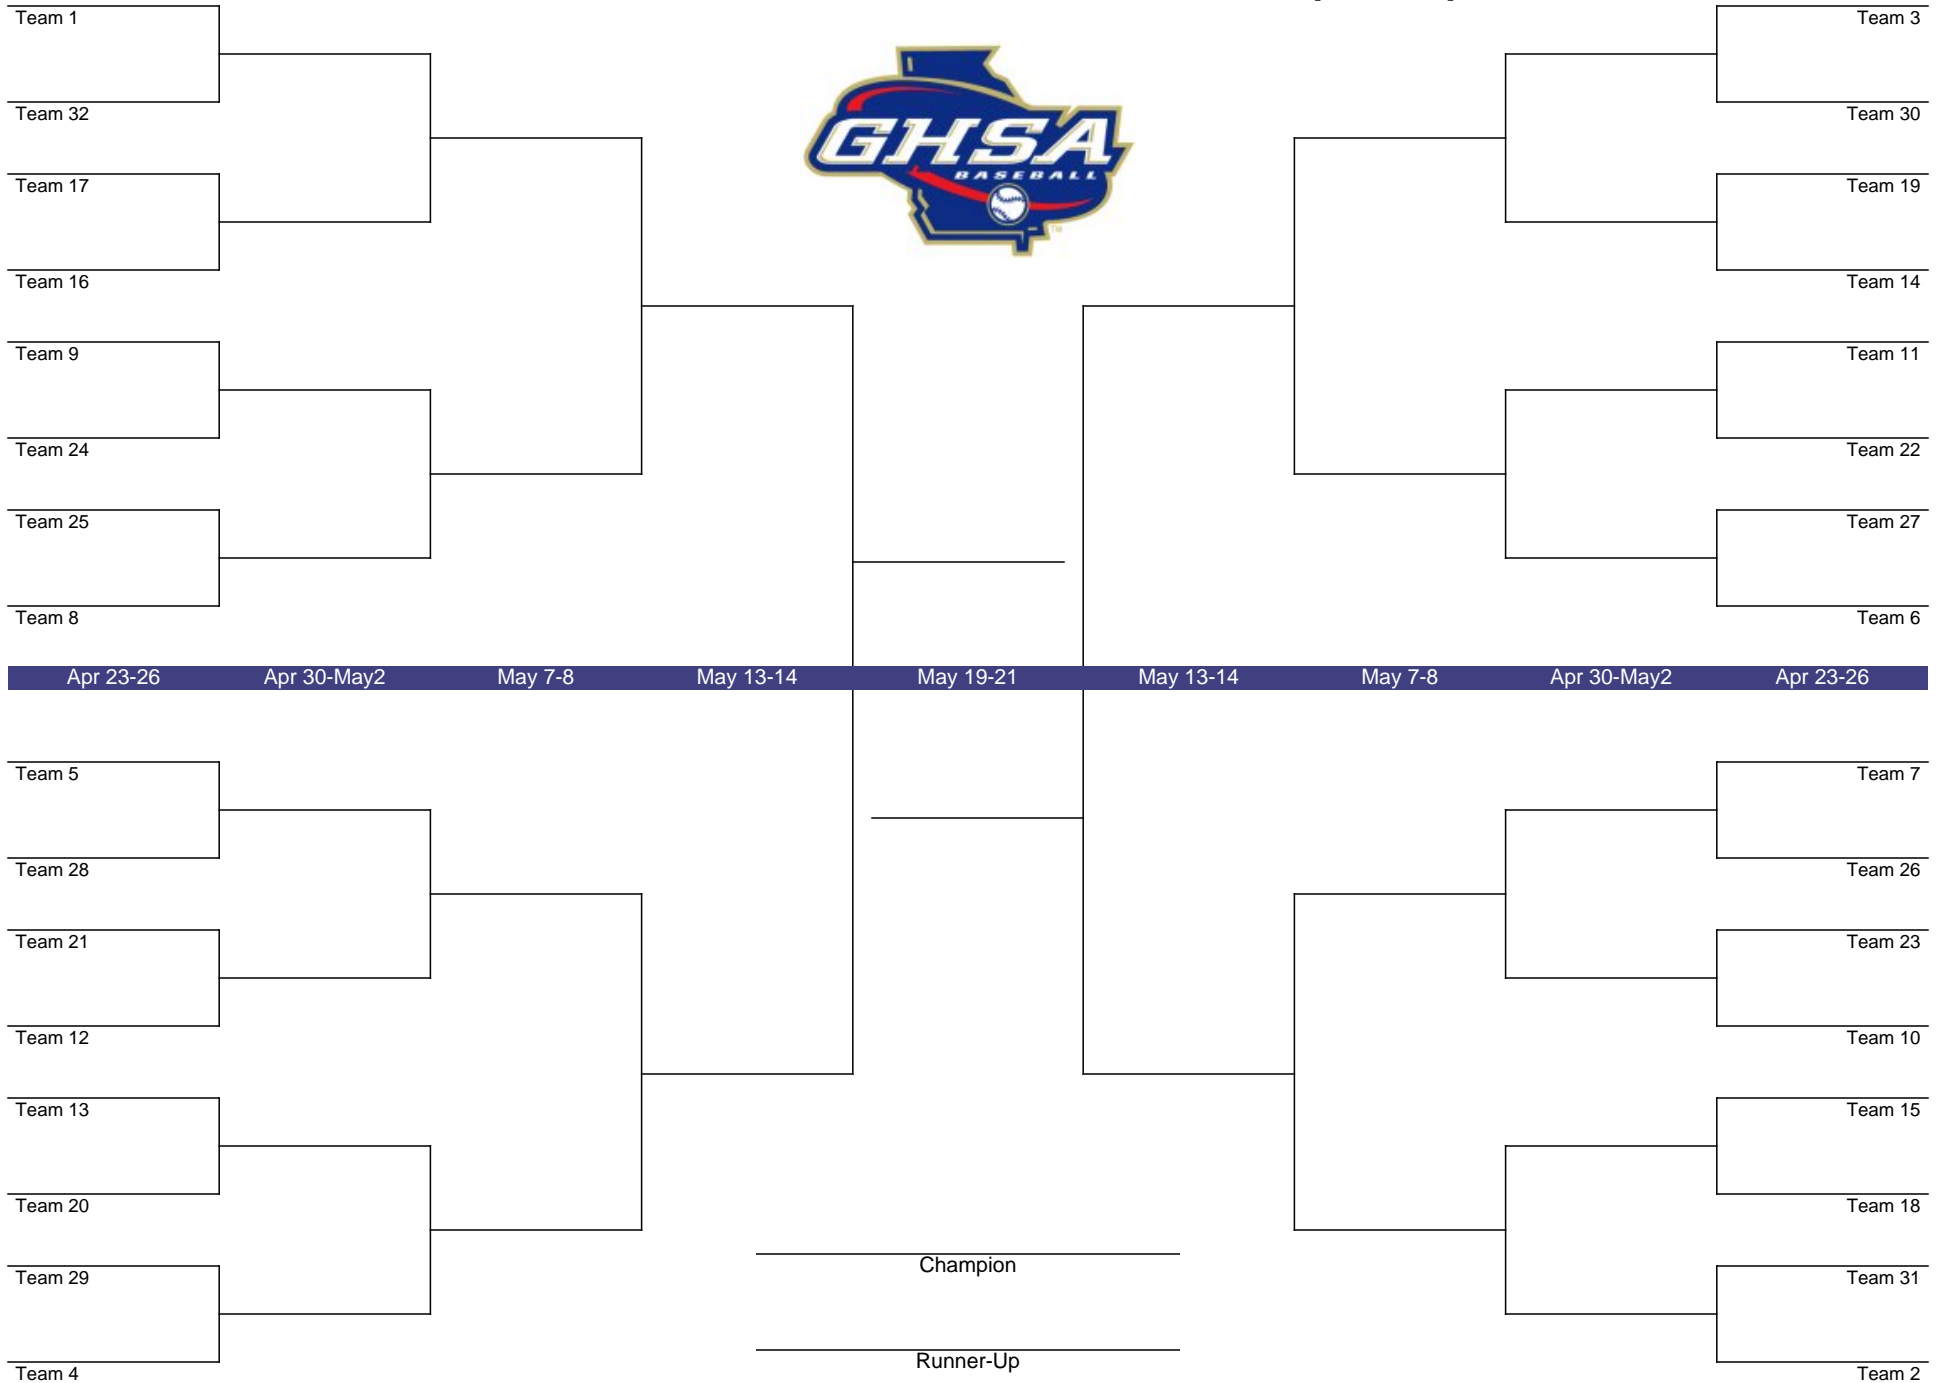 Team 1
Team 3
Team 32
Team 30
GHSA
BASEBALL
TM
Team 17
Team 19
Team 16
Team 14
Team 9
Team 11
Team 24
Team 22
Team 25
Team 27
Team 8
Team 6
Apr 23-26 Apr 30-May2 May 7-8 May 13-14 May 19-21 May 13-14 May 7-8 Apr 30-May2 Apr 23-26
Team 5
Team 7
Team 28
Team 26
Team 21
Team 23
Team 12
Team 10
Team 13
Team 15
Team 20
Team 18
Team 29
Team 31
Champion
Runner-Up
Team 4
Team 2